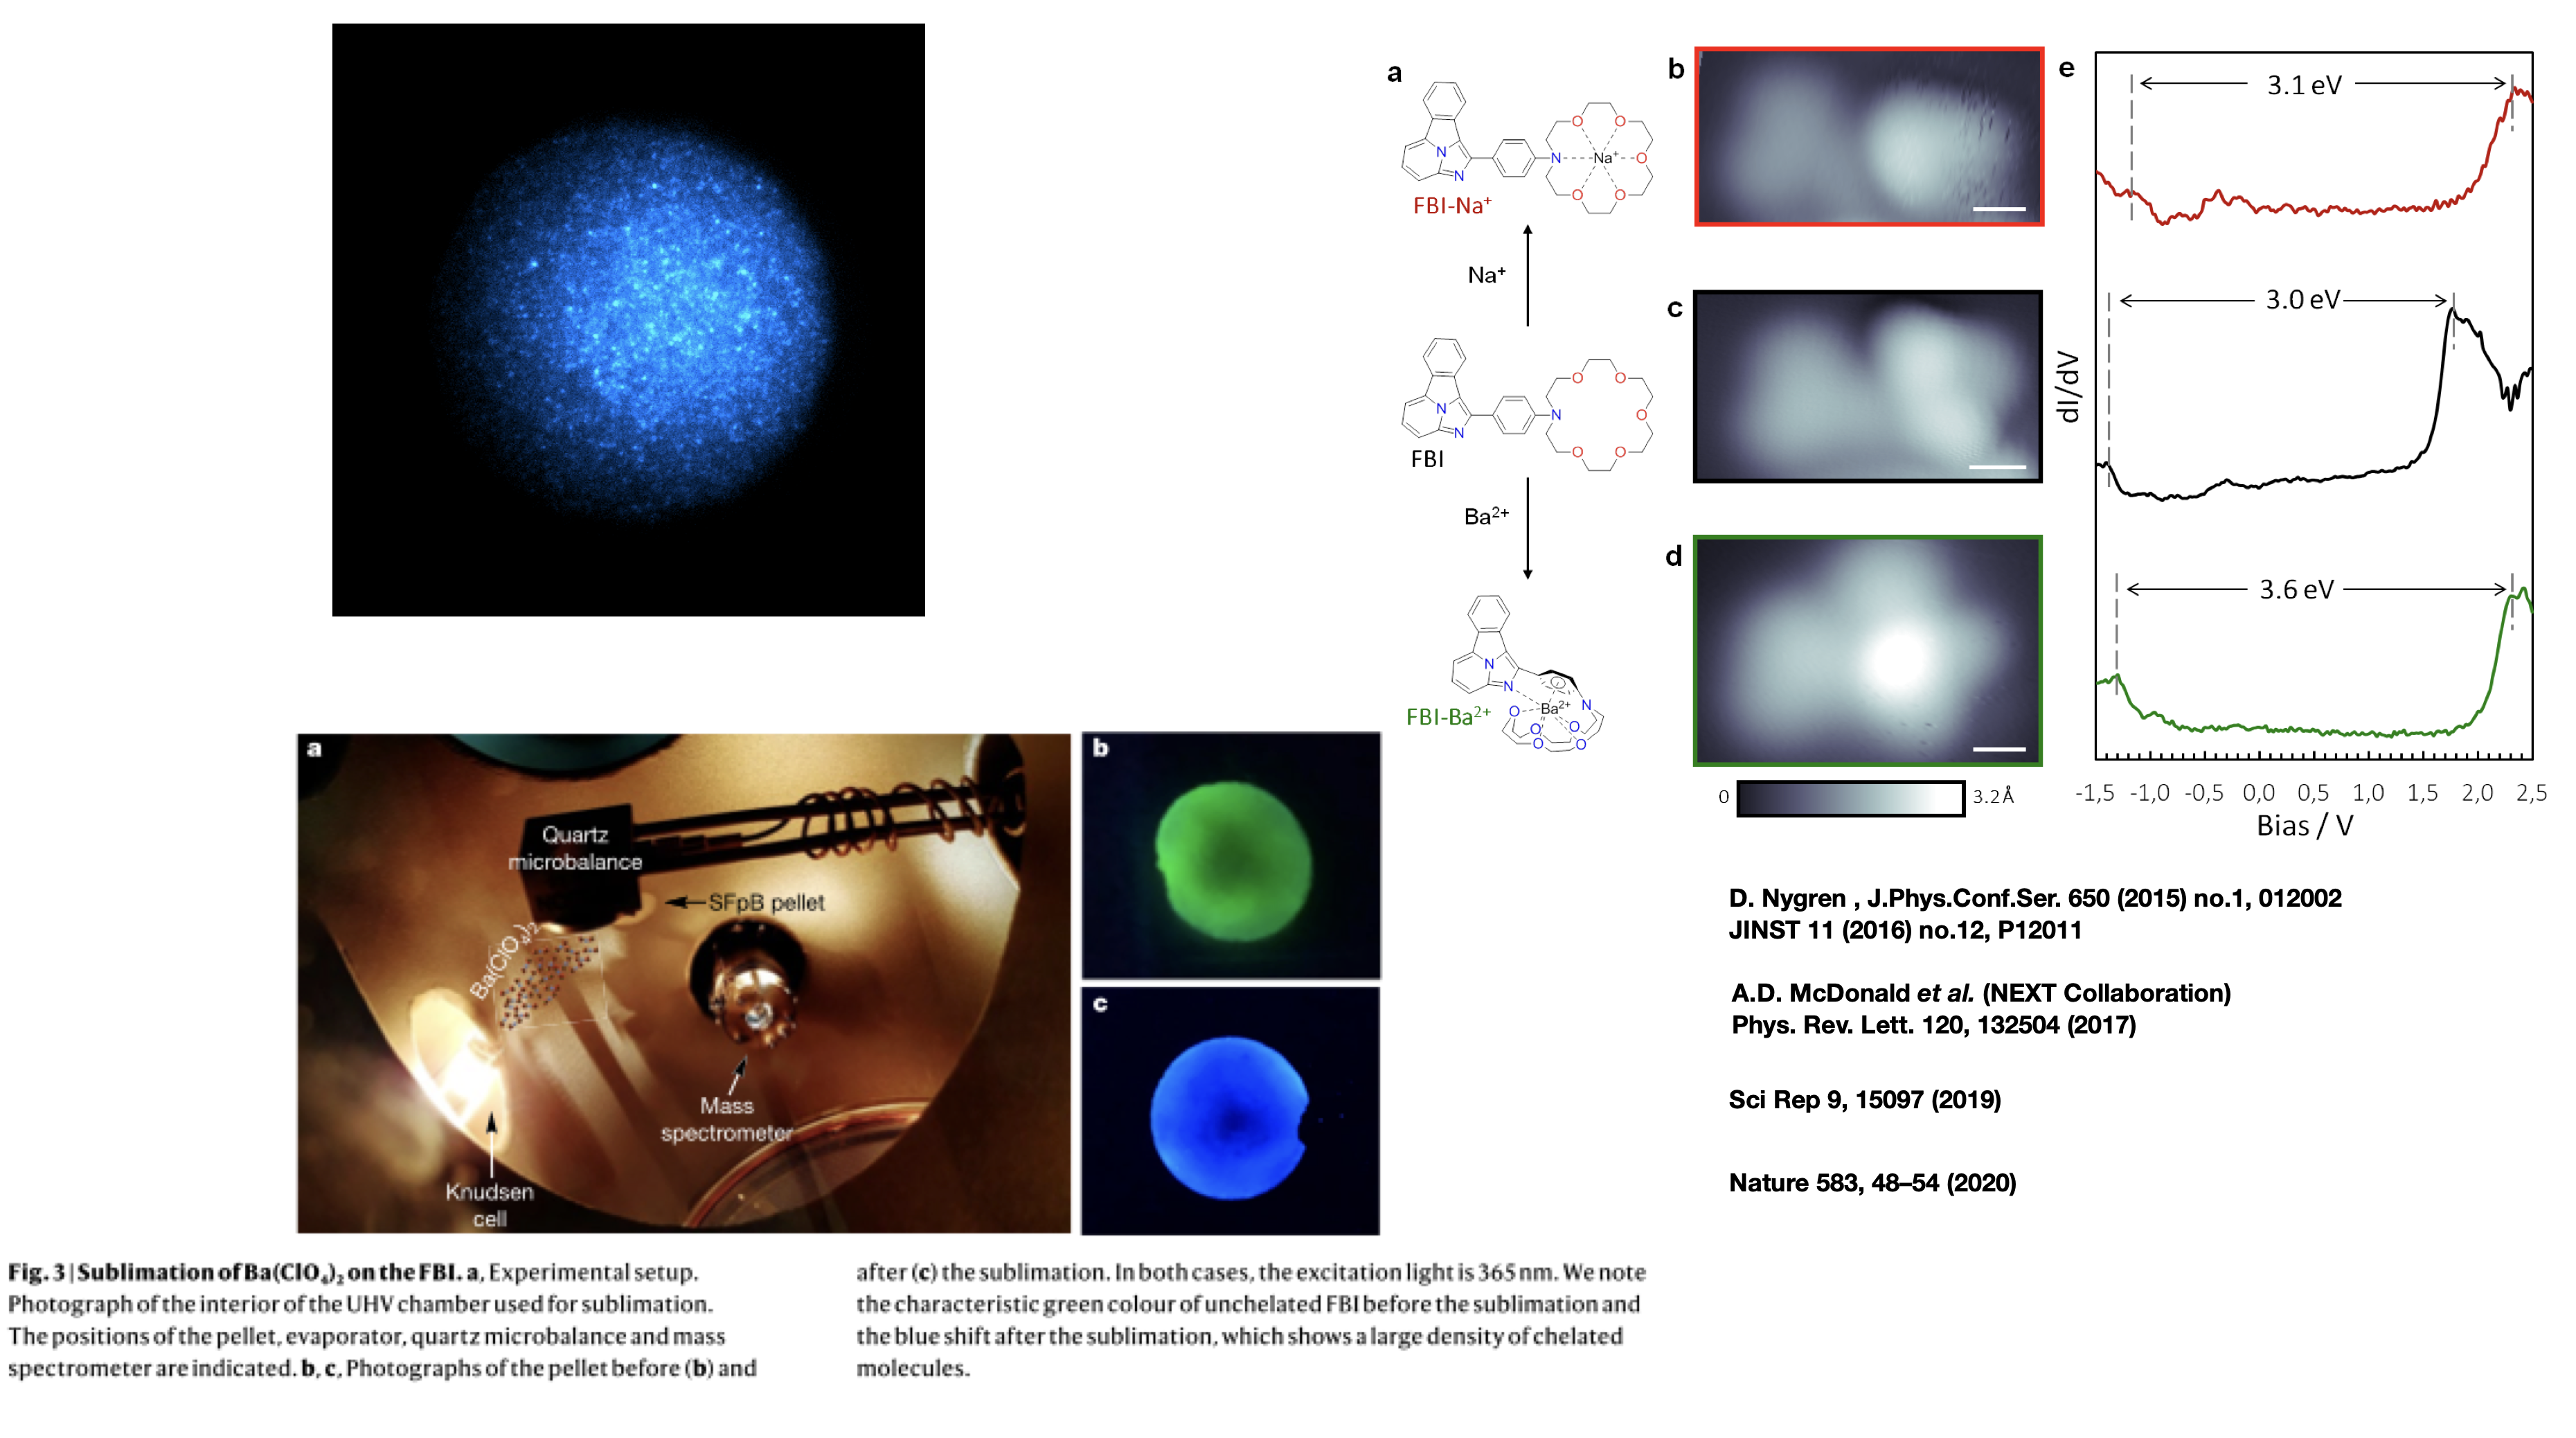 a
N
N
N
O
O
O
O
O
Na⁺
FBI-Na⁺
Na⁺
N
N
N
O
O
O
O
O
FBI
Ba²⁺
N
N
N
O
O
O
O
O
Ba²⁺
FBI-Ba²⁺
b
c
d
0
3.2 Å
e
3.1 eV
3.0 eV
3.6 eV
dI/dV
-1,5 -1,0 -0,5 0,0 0,5 1,0 1,5 2,0 2,5
Bias / V
a
Quartz
microbalance
SFpB pellet
Ba(ClO₄)₂
Mass
spectrometer
Knudsen
cell
b
c
D. Nygren , J.Phys.Conf.Ser. 650 (2015) no.1, 012002
JINST 11 (2016) no.12, P12011
A.D. McDonald et al. (NEXT Collaboration)
Phys. Rev. Lett. 120, 132504 (2017)
Sci Rep 9, 15097 (2019)
Nature 583, 48–54 (2020)
Fig. 3 | Sublimation of Ba(ClO₄)₂ on the FBI. a, Experimental setup.
Photograph of the interior of the UHV chamber used for sublimation.
The positions of the pellet, evaporator, quartz microbalance and mass
spectrometer are indicated. b, c, Photographs of the pellet before (b) and
after (c) the sublimation. In both cases, the excitation light is 365 nm. We note
the characteristic green colour of unchelated FBI before the sublimation and
the blue shift after the sublimation, which shows a large density of chelated
molecules.